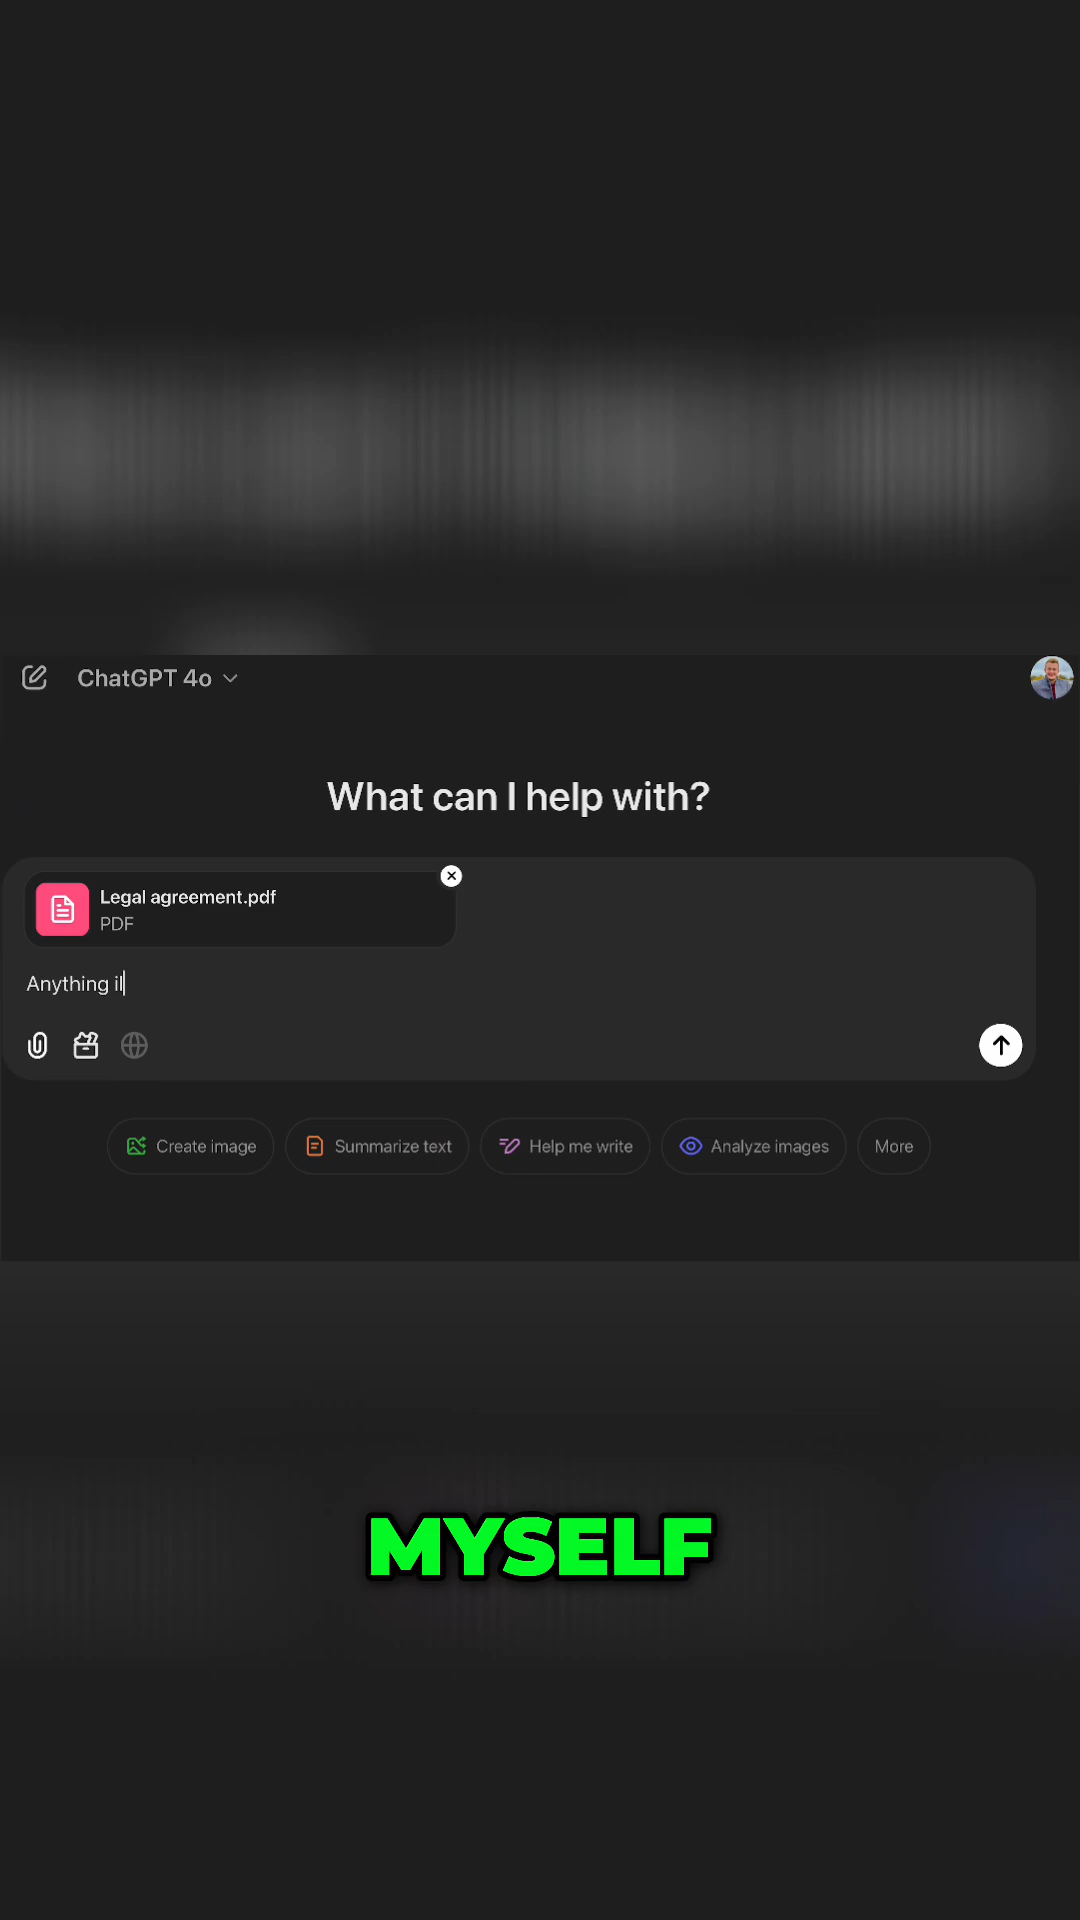 ChatGPT 4o
What can I help with?
Legal agreement.pdf
PDF
Anything il
Create image
Summarize text
Help me write
Analyze images
More
MYSELF